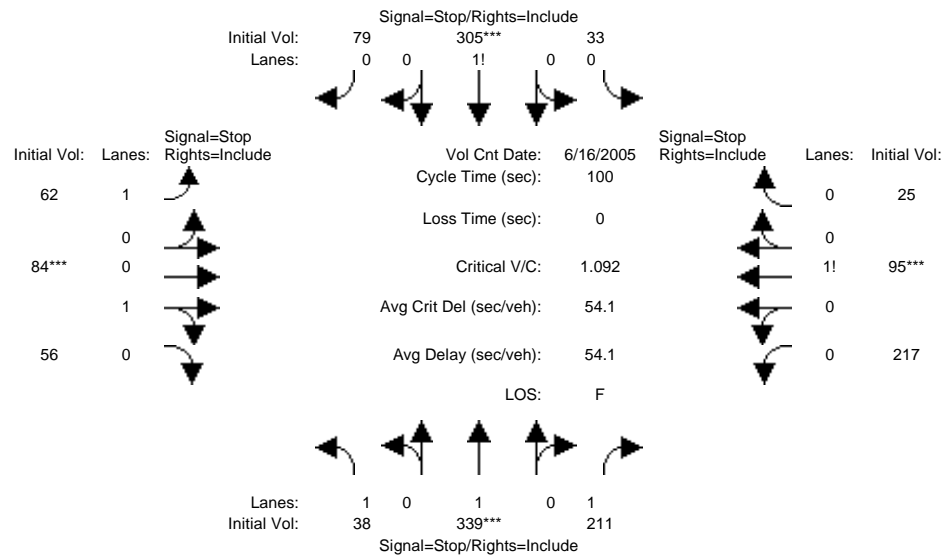 Signal=Stop/Rights=Include
Initial Vol: 79 305*** 33
Lanes: 0 0 1! 0 0
Signal=Stop Signal=Stop
Initial Vol: Lanes: Rights=Include Vol Cnt Date: 6/16/2005 Rights=Include Lanes: Initial Vol:
Cycle Time (sec): 100
62 1 0 25
Loss Time (sec): 0
0 0
84*** 0 Critical V/C: 1.092 1! 95***
1 Avg Crit Del (sec/veh): 54.1 0
56 0 Avg Delay (sec/veh): 54.1 0 217
LOS: F
Lanes: 1 0 1 0 1
Initial Vol: 38 339*** 211
Signal=Stop/Rights=Include